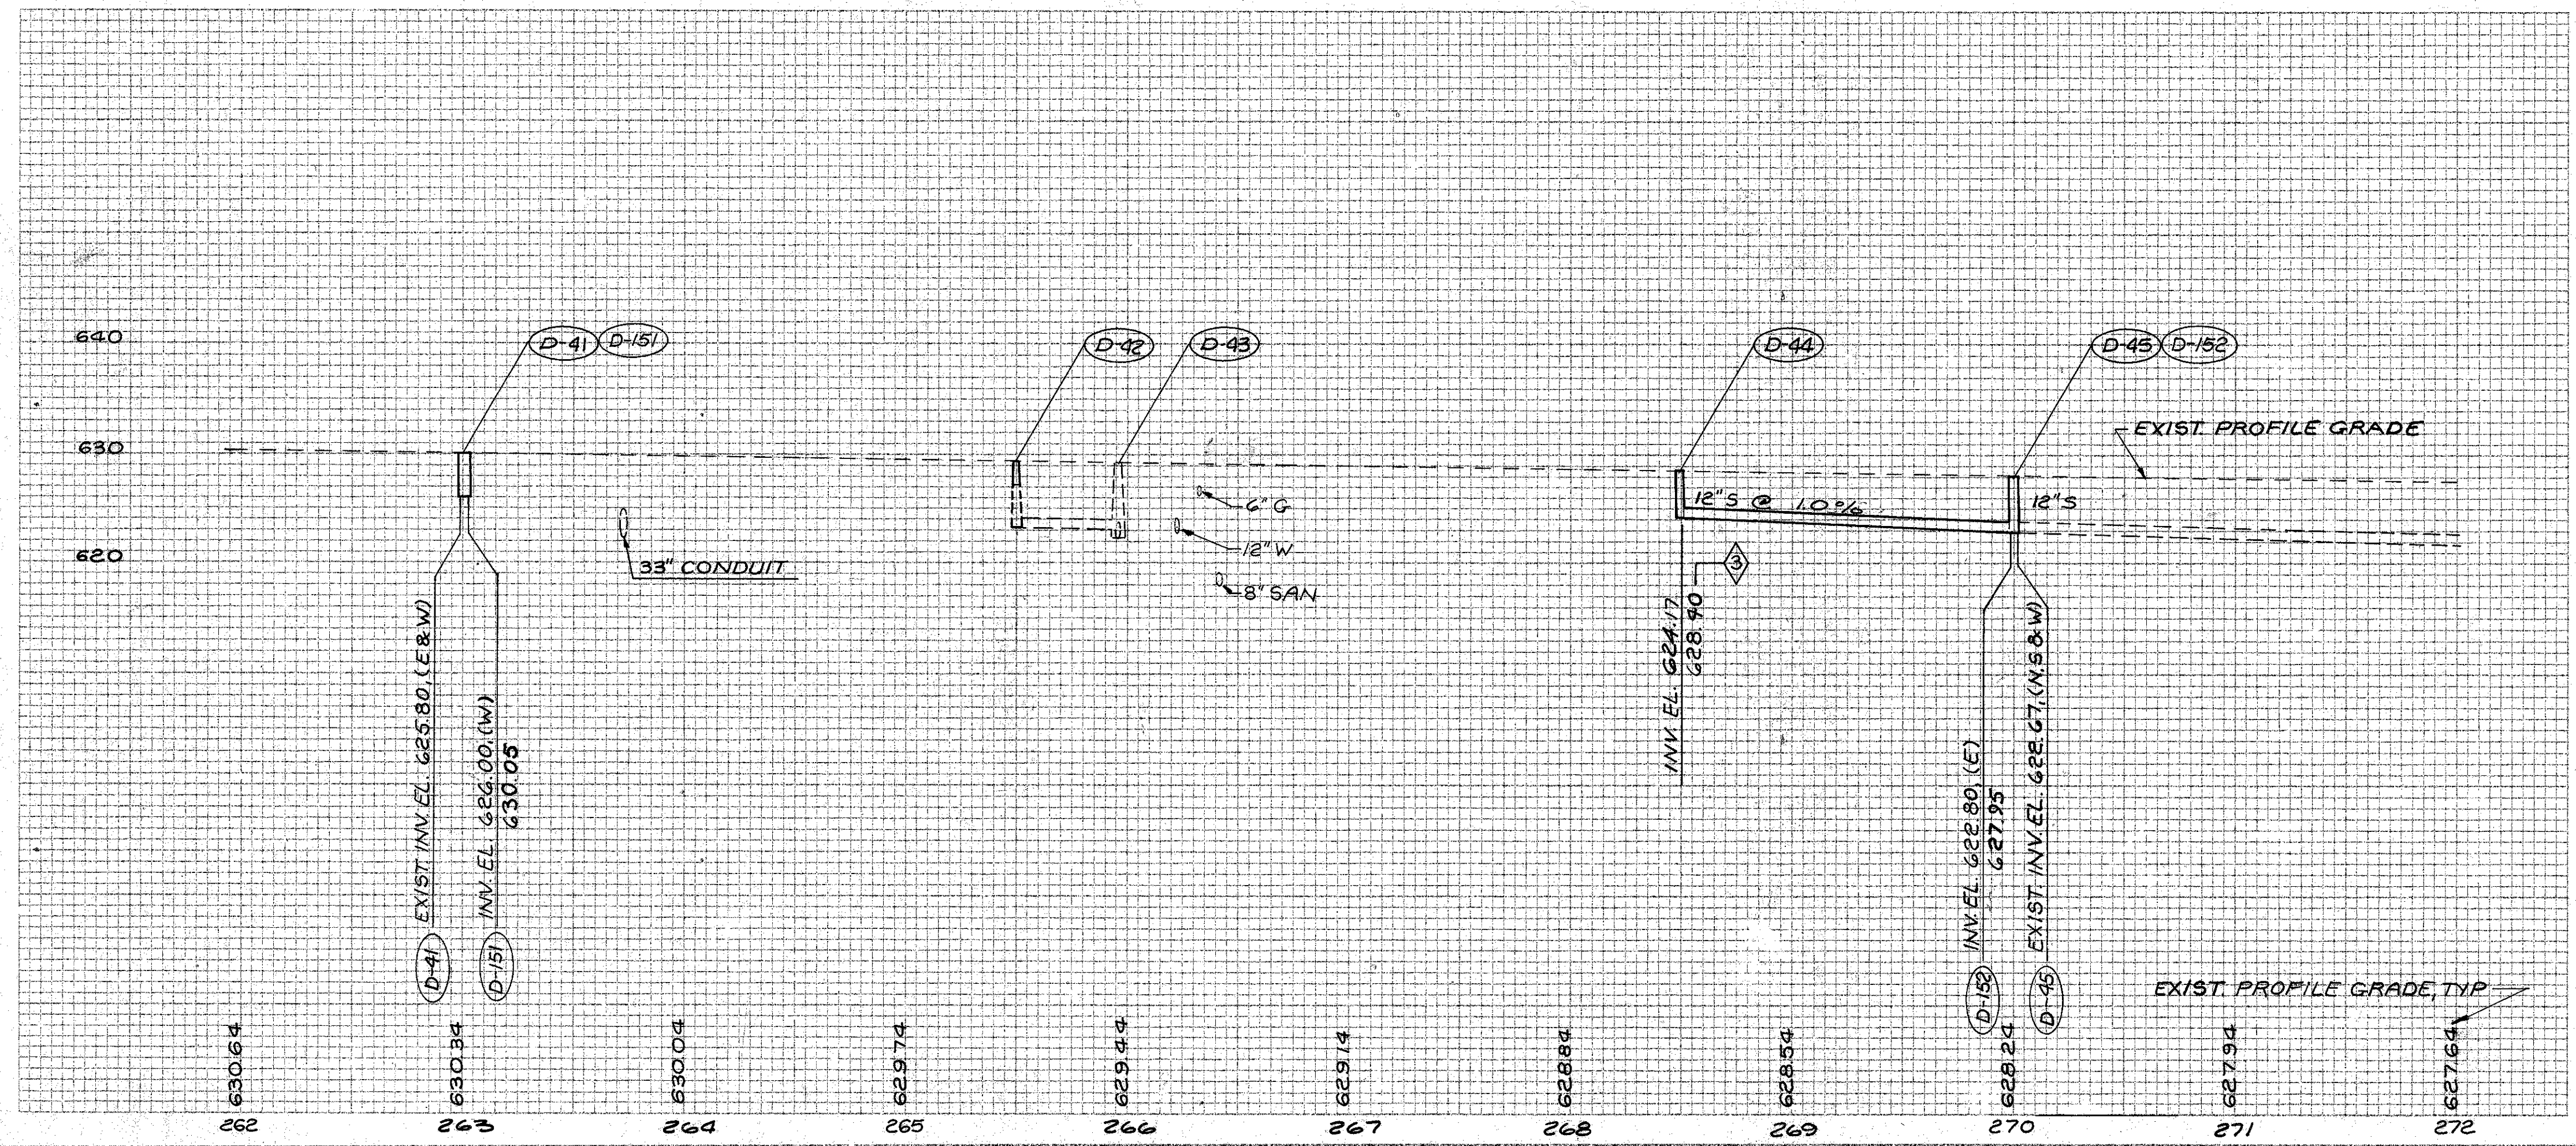 640
D-41 D-151
D-42
D-43
D-44
D-45 D-152
630
EXIST. PROFILE GRADE
6" G
12" W
8" SAN
12" S @ 1.0%
12" S
620
33" CONDUIT
3
INV. EL. 624.17
628.40
EXIST. INV. EL. 625.80, (E&W)
D-41
INV. EL. 626.00, (W)
630.05
D-151
INV. EL. 622.80, (E)
627.95
D-152
EXIST. INV. EL. 622.67, (N,S&W)
D-45
EXIST. PROFILE GRADE, TYP
630.64
630.34
630.04
629.74
629.44
629.14
628.84
628.54
628.24
627.94
627.64
262
263
264
265
266
267
268
269
270
271
272